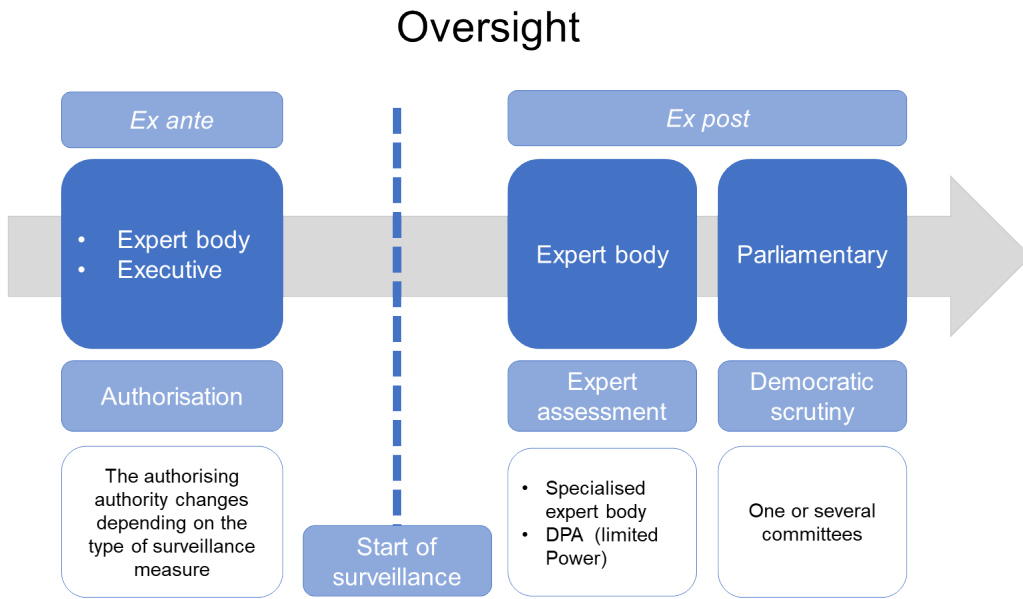 Oversight
Ex ante
Ex post
• Expert body
• Executive
Expert body
Parliamentary
Authorisation
Expert
assessment
Democratic
scrutiny
The authorising
authority changes
depending on the
type of surveillance
measure
Start of
surveillance
• Specialised
expert body
• DPA (limited
Power)
One or several
committees